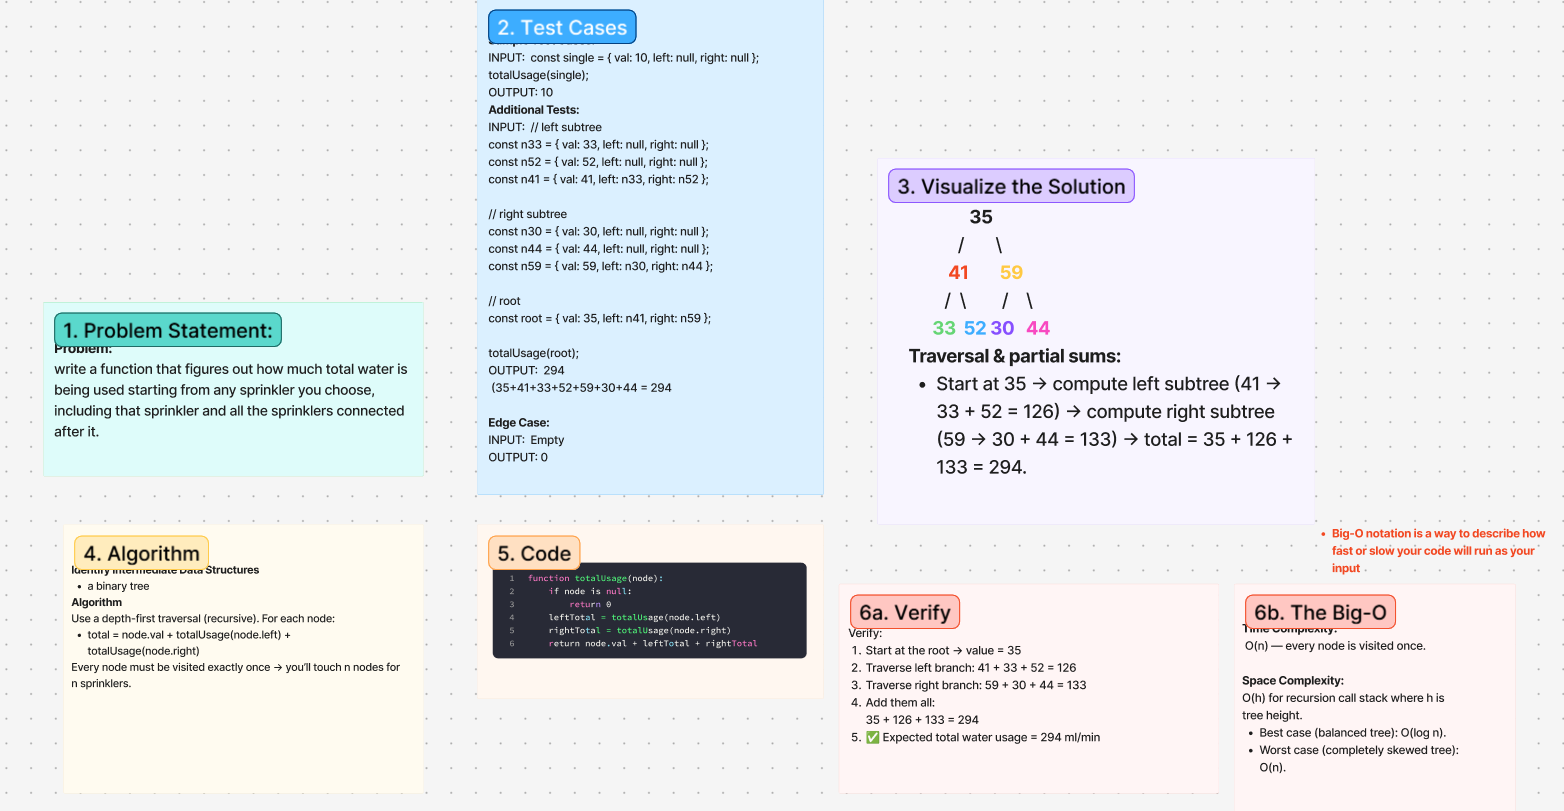 1. Problem Statement:
Problem:
write a function that figures out how much total water is
being used starting from any sprinkler you choose,
including that sprinkler and all the sprinklers connected
after it.
2. Test Cases
INPUT: const single = { val: 10, left: null, right: null };
totalUsage(single);
OUTPUT: 10
Additional Tests:
INPUT: // left subtree
const n33 = { val: 33, left: null, right: null };
const n52 = { val: 52, left: null, right: null };
const n41 = { val: 41, left: n33, right: n52 };
// right subtree
const n30 = { val: 30, left: null, right: null };
const n44 = { val: 44, left: null, right: null };
const n59 = { val: 59, left: n30, right: n44 };
// root
const root = { val: 35, left: n41, right: n59 };
totalUsage(root);
OUTPUT: 294
(35+41+33+52+59+30+44 = 294
Edge Case:
INPUT: Empty
OUTPUT: 0
3. Visualize the Solution
35
/ \
41 59
/ \ / \
33 52 30 44
Traversal & partial sums:
• Start at 35 → compute left subtree (41 →
33 + 52 = 126) → compute right subtree
(59 → 30 + 44 = 133) → total = 35 + 126 +
133 = 294.
4. Algorithm
Identify Intermediate Data Structures
• a binary tree
Algorithm
Use a depth-first traversal (recursive). For each node:
• total = node.val + totalUsage(node.left) +
totalUsage(node.right)
Every node must be visited exactly once → you'll touch n nodes for
n sprinklers.
5. Code
1 function totalUsage(node):
2 if node is null:
3 return 0
4 leftTotal = totalUsage(node.left)
5 rightTotal = totalUsage(node.right)
6 return node.val + leftTotal + rightTotal
6a. Verify
Verify:
1. Start at the root → value = 35
2. Traverse left branch: 41 + 33 + 52 = 126
3. Traverse right branch: 59 + 30 + 44 = 133
4. Add them all:
35 + 126 + 133 = 294
5. ✅ Expected total water usage = 294 ml/min
• Big-O notation is a way to describe how
fast or slow your code will run as your
input
6b. The Big-O
Time Complexity:
O(n) — every node is visited once.
Space Complexity:
O(h) for recursion call stack where h is
tree height.
• Best case (balanced tree): O(log n).
• Worst case (completely skewed tree):
O(n).